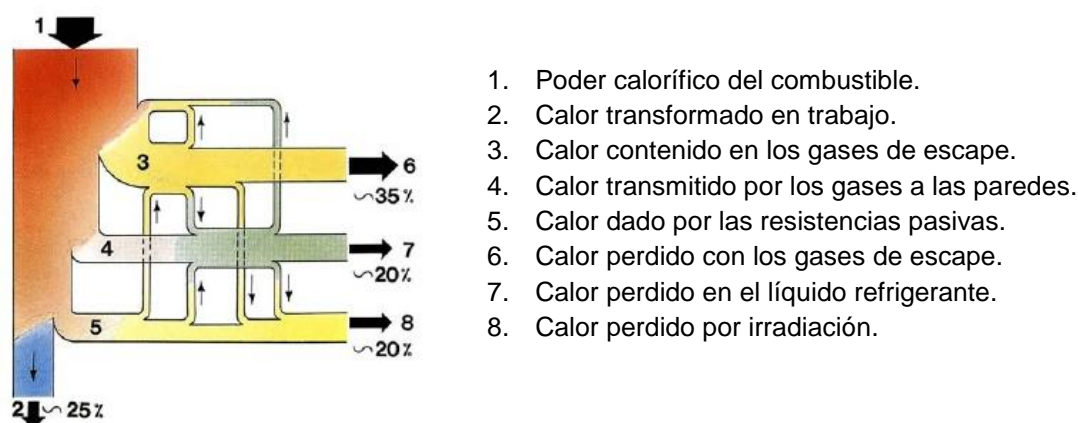 1
3
6
∽35%
4
7
∽20%
5
8
∽20%
2 ∽ 25%
1. Poder calorífico del combustible.
2. Calor transformado en trabajo.
3. Calor contenido en los gases de escape.
4. Calor transmitido por los gases a las paredes.
5. Calor dado por las resistencias pasivas.
6. Calor perdido con los gases de escape.
7. Calor perdido en el líquido refrigerante.
8. Calor perdido por irradiación.